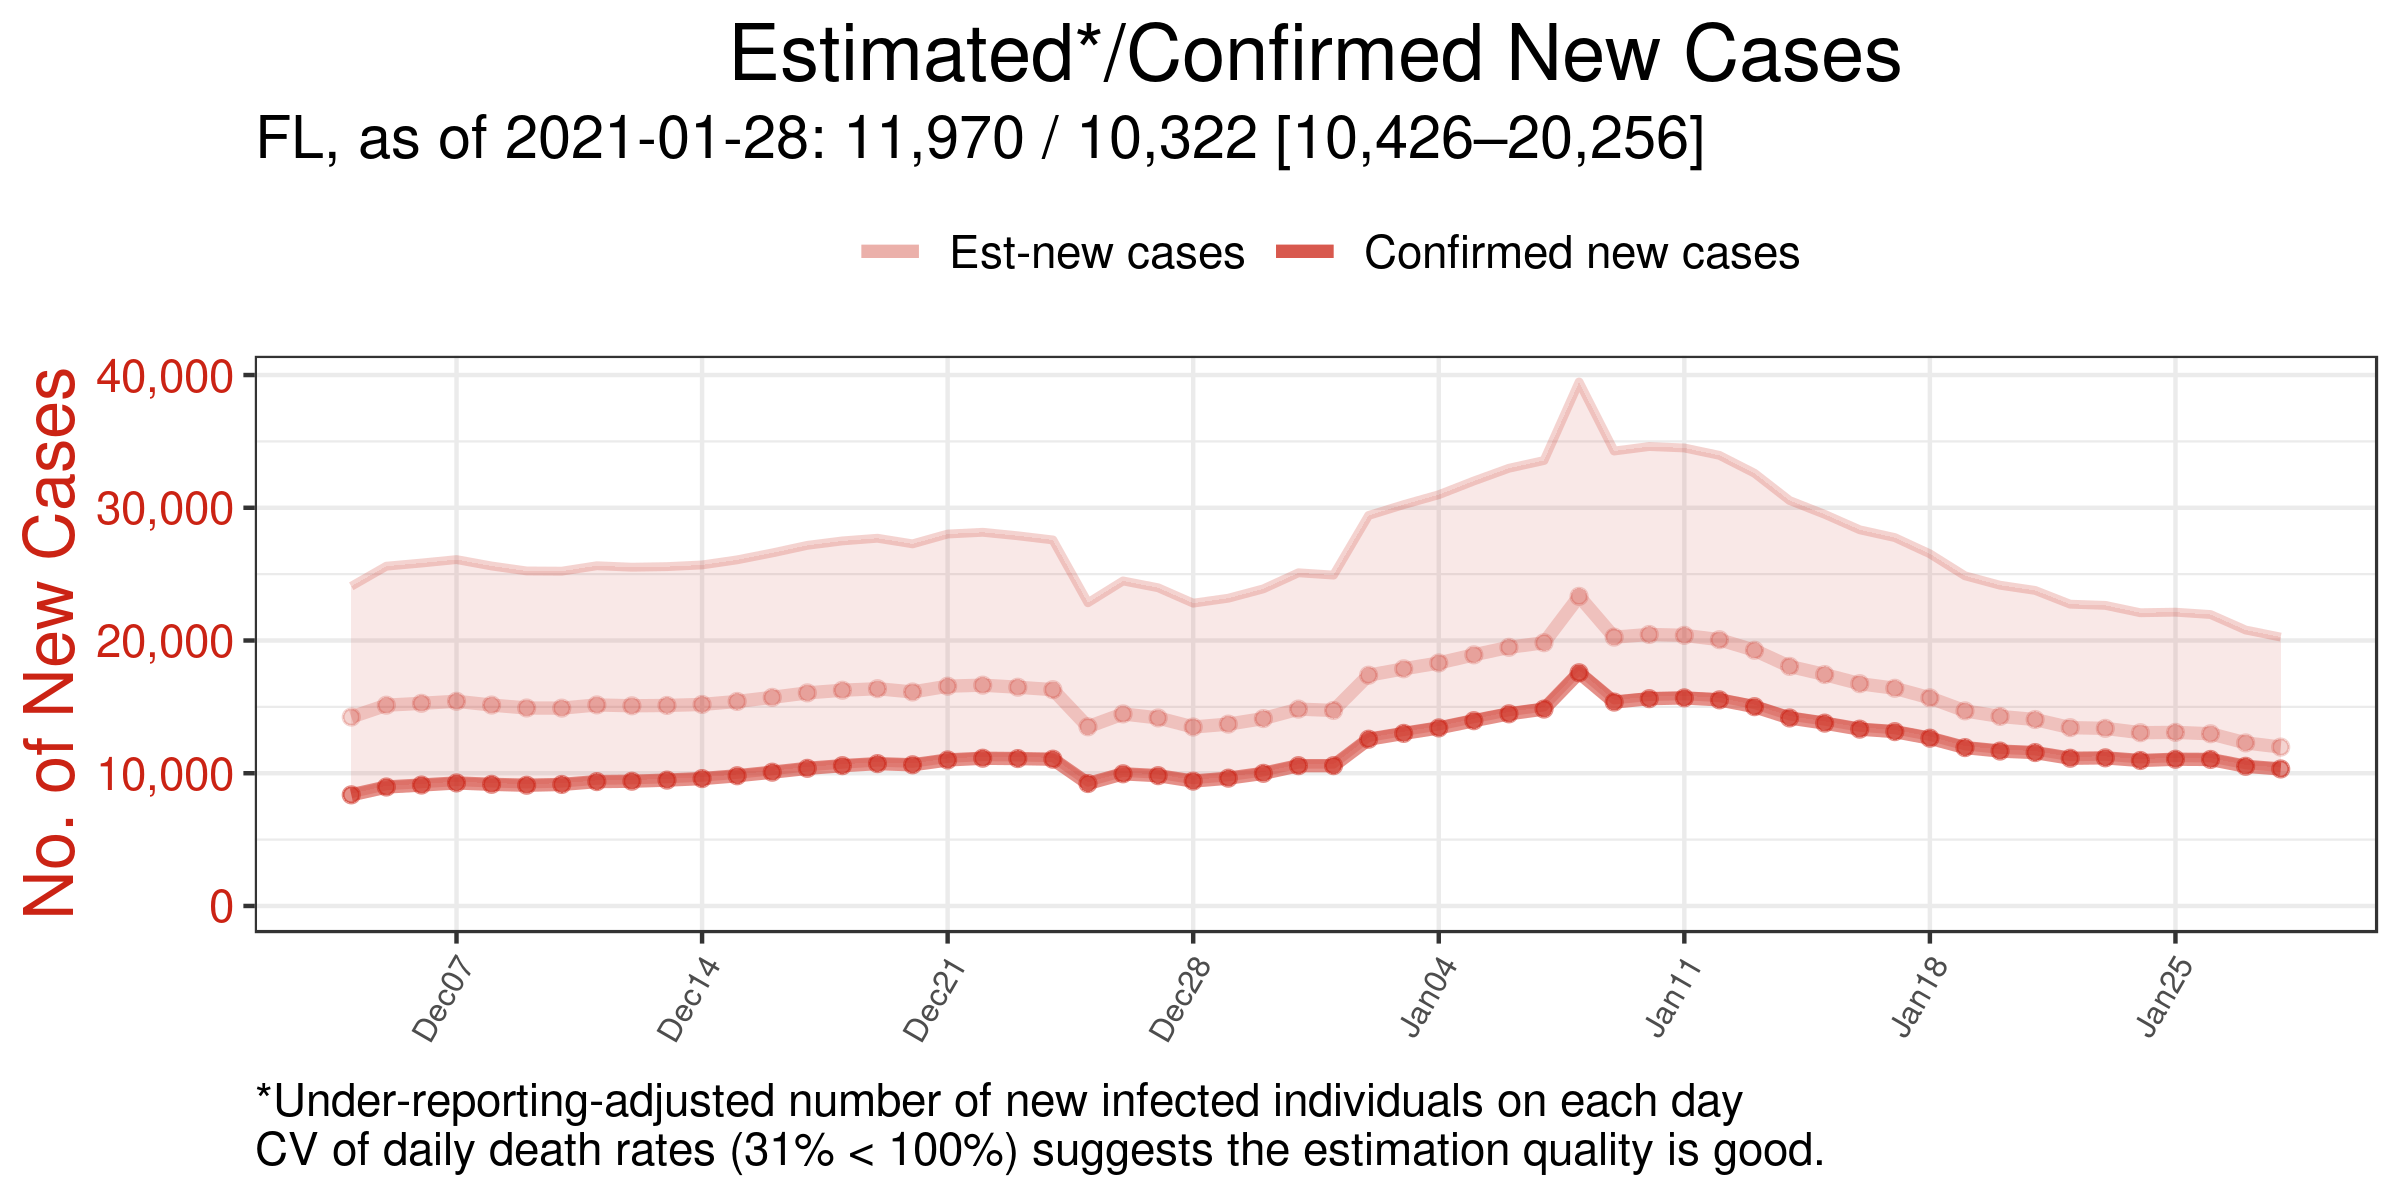 Estimated*/Confirmed New Cases
FL, as of 2021-01-28: 11,970 / 10,322 [10,426–20,256]
Est-new cases
Confirmed new cases
No. of New Cases
40,000
30,000
20,000
10,000
0
Dec07
Dec14
Dec21
Dec28
Jan04
Jan11
Jan18
Jan25
*Under-reporting-adjusted number of new infected individuals on each day
CV of daily death rates (31% < 100%) suggests the estimation quality is good.